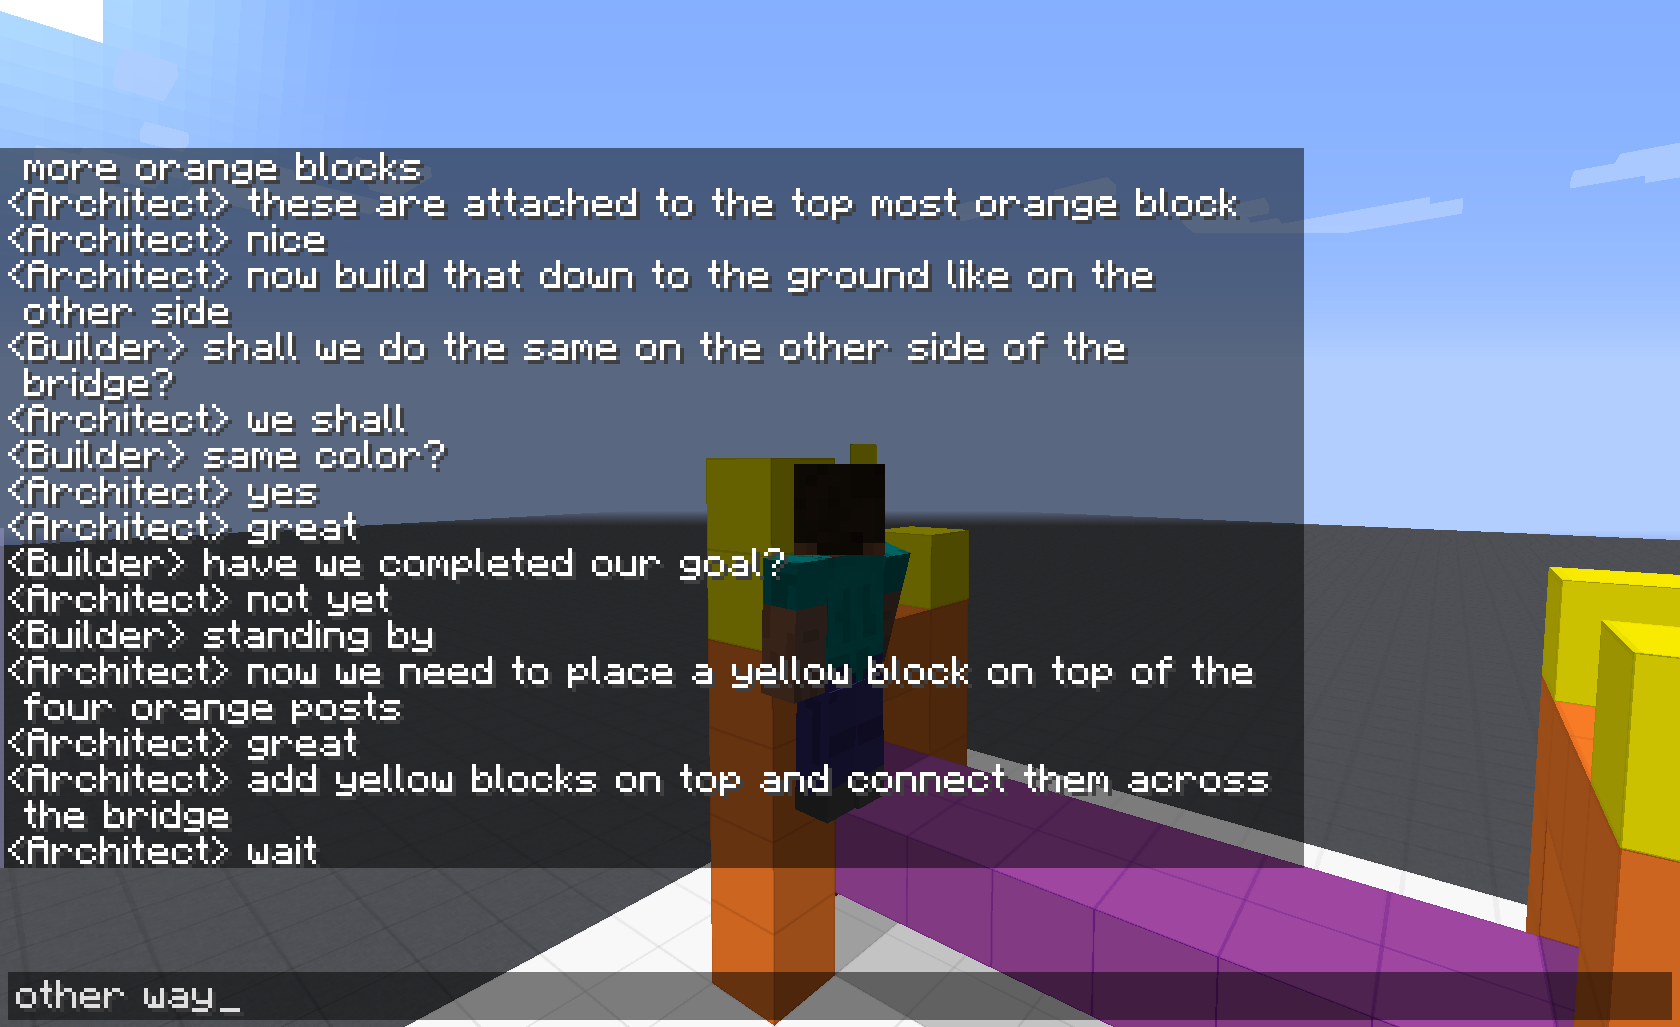 more orange blocks
<Architect> these are attached to the top most orange block
<Architect> nice
<Architect> now build that down to the ground like on the
other side
<Builder> shall we do the same on the other side of the
bridge?
<Architect> we shall
<Builder> same color?
<Architect> yes
<Architect> great
<Builder> have we completed our goal?
<Architect> not yet
<Builder> standing by
<Architect> now we need to place a yellow block on top of the
four orange posts
<Architect> great
<Architect> add yellow blocks on top and connect them across
the bridge
<Architect> wait
other way_